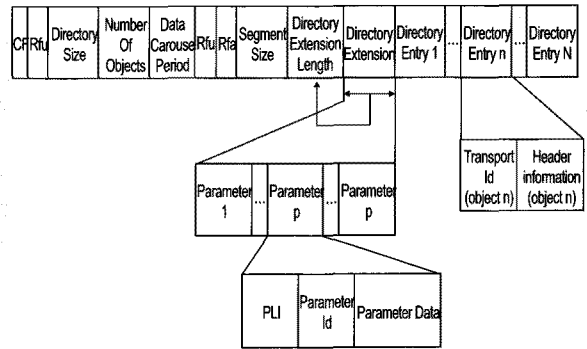 CF Rfu Directory Size Number Of Objects Data Carouse Period Rfu Rfa Segment Size Directory Extension Length Directory Extension Directory Entry 1 ... Directory Entry n ... Directory Entry N
Transport Id (object n) Header information (object n)
Parameter 1 ... Parameter p ... Parameter p
PLI Parameter Id Parameter Data